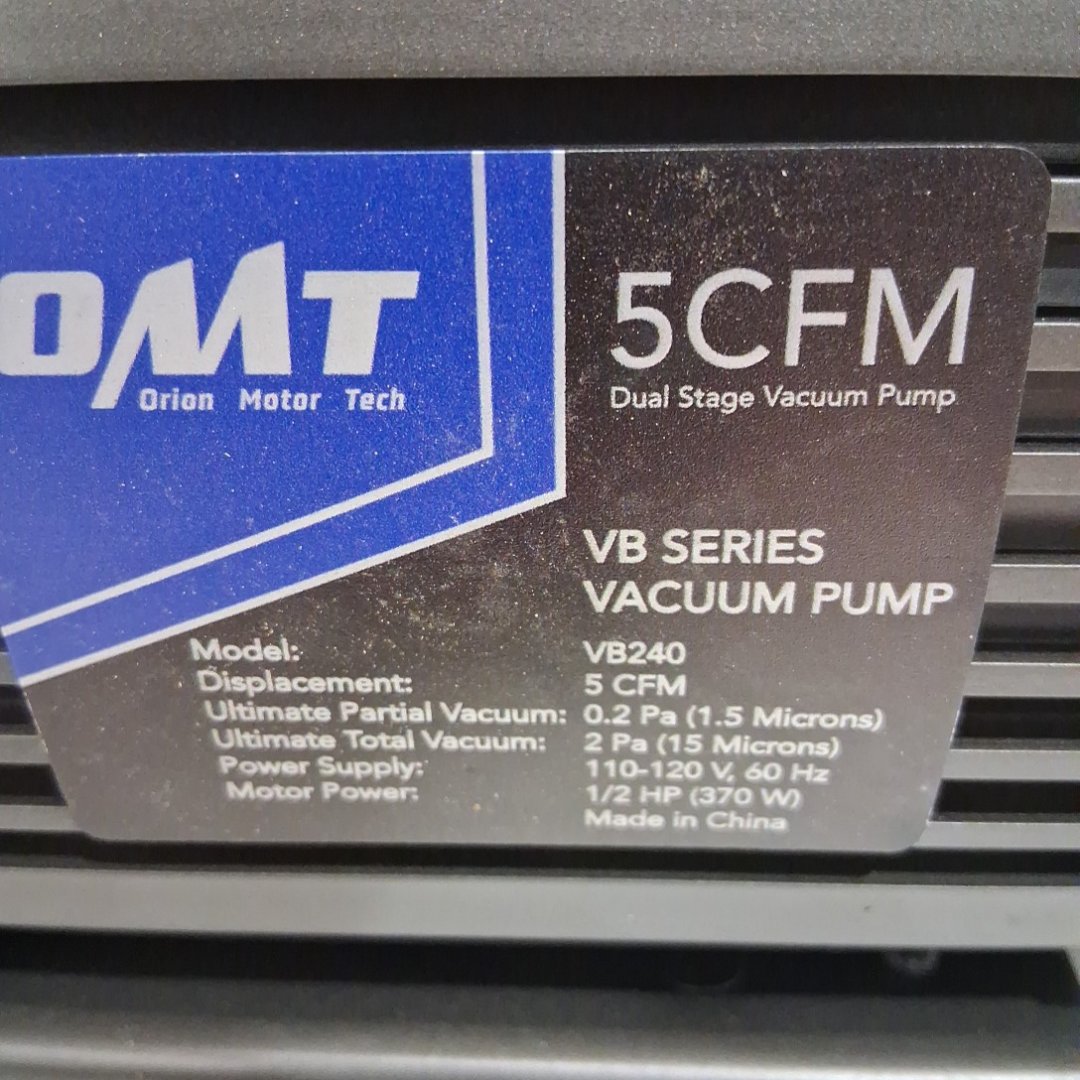 OMT
Orion Motor Tech
5CFM
Dual Stage Vacuum Pump
VB SERIES
VACUUM PUMP
Model: VB240
Displacement: 5 CFM
Ultimate Partial Vacuum: 0.2 Pa (1.5 Microns)
Ultimate Total Vacuum: 2 Pa (15 Microns)
Power Supply: 110-120 V, 60 Hz
Motor Power: 1/2 HP (370 W)
Made in China